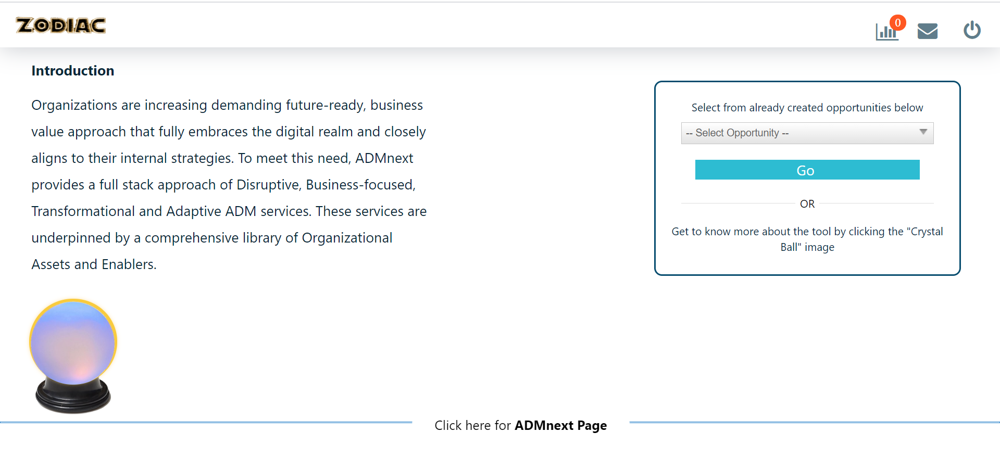 ZODIAC
0
Introduction
Organizations are increasing demanding future-ready, business
value approach that fully embraces the digital realm and closely
aligns to their internal strategies. To meet this need, ADMnext
provides a full stack approach of Disruptive, Business-focused,
Transformational and Adaptive ADM services. These services are
underpinned by a comprehensive library of Organizational
Assets and Enablers.
Select from already created opportunities below
-- Select Opportunity --
Go
OR
Get to know more about the tool by clicking the "Crystal
Ball" image
Click here for ADMnext Page